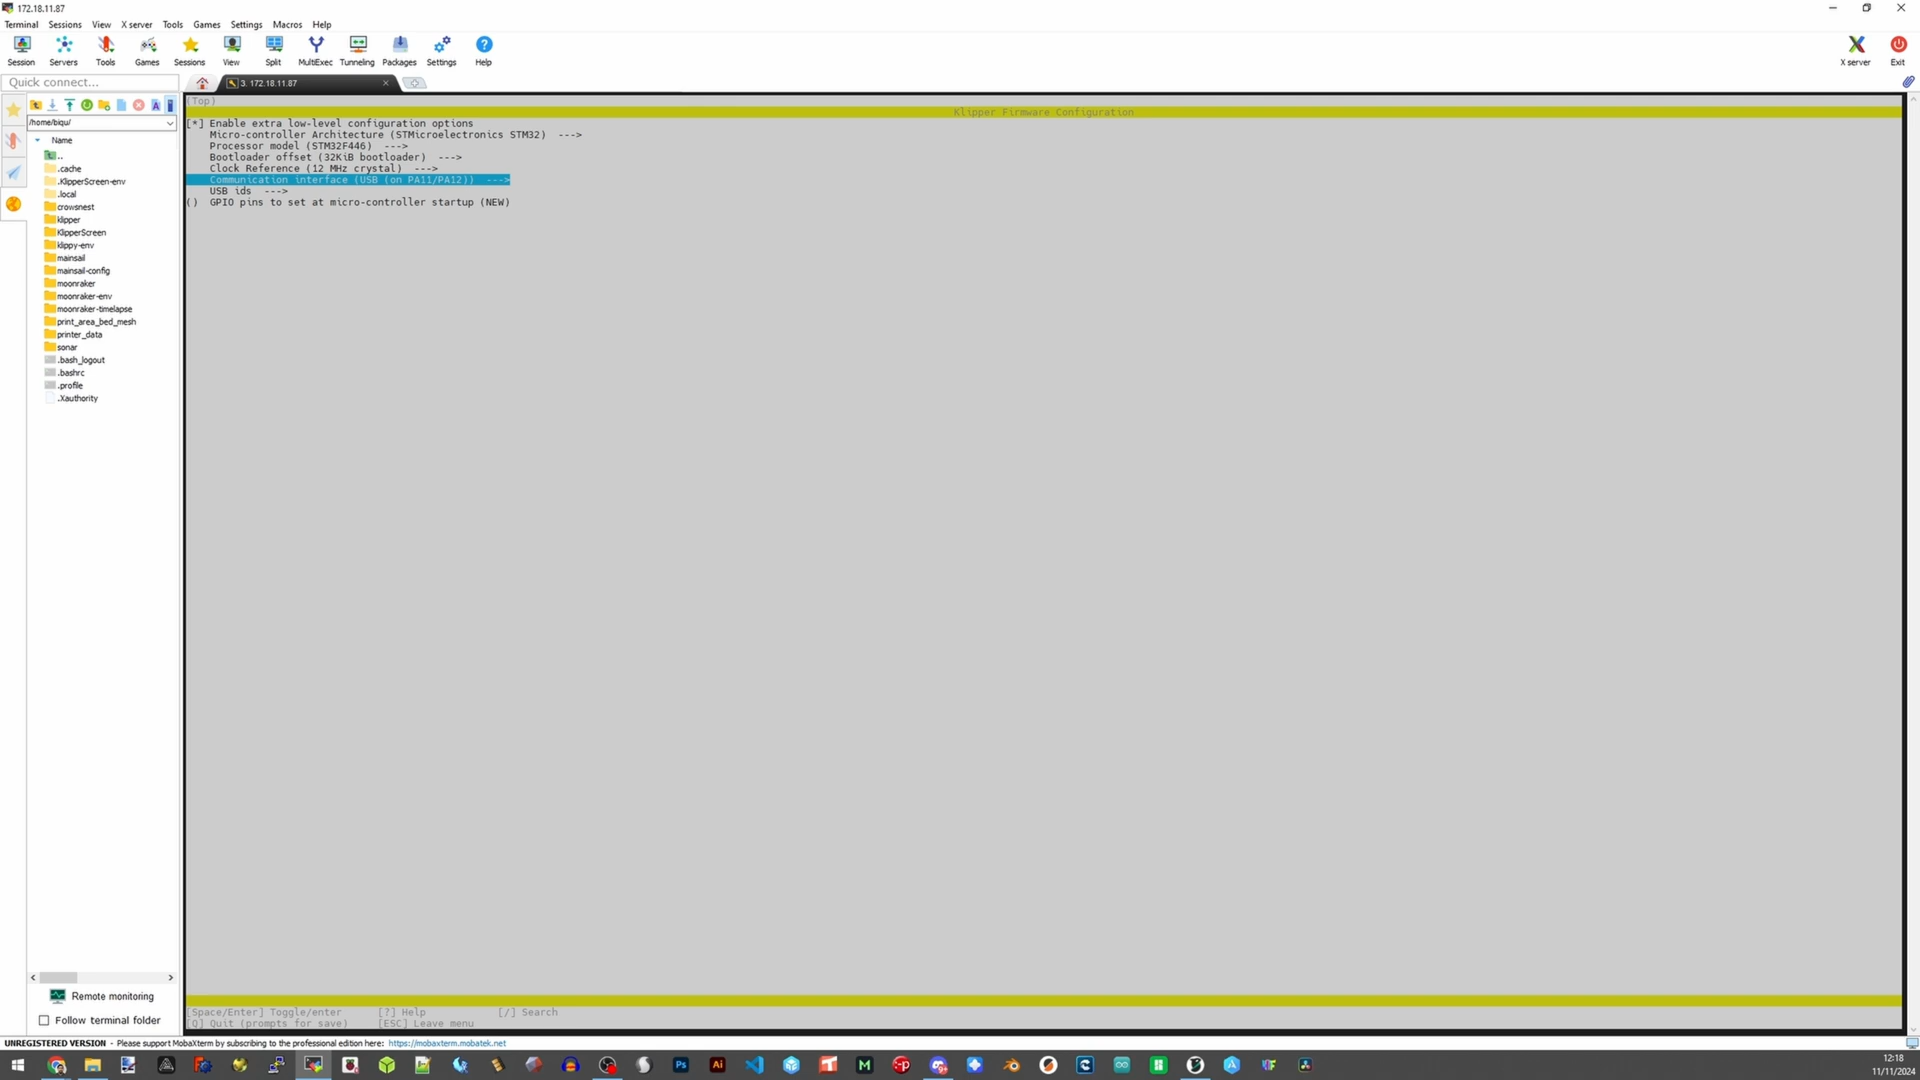 172.18.11.87
Terminal Sessions View X server Tools Games Settings Macros Help
Session Servers Tools Games Sessions View Split MultiExec Tunneling Packages Settings Help X server Exit
Quick connect...
3. 172.18.11.87
/home/biqu/
Name
..
.cache
.KlipperScreen-env
.local
crowsnest
klipper
KlipperScreen
klippy-env
mainsail
mainsail-config
moonraker
moonraker-env
moonraker-timelapse
print_area_bed_mesh
printer_data
sonar
.bash_logout
.bashrc
.profile
.Xauthority
Remote monitoring
Follow terminal folder
(Top)
Klipper Firmware Configuration
[*] Enable extra low-level configuration options
Micro-controller Architecture (STMicroelectronics STM32) --->
Processor model (STM32F446) --->
Bootloader offset (32KiB bootloader) --->
Clock Reference (12 MHz crystal) --->
Communication interface (USB (on PA11/PA12)) --->
USB ids --->
() GPIO pins to set at micro-controller startup (NEW)
[Space/Enter] Toggle/enter [?] Help [/] Search
[Q] Quit (prompts for save) [ESC] Leave menu
UNREGISTERED VERSION - Please support MobaXterm by subscribing to the professional edition here: https://mobaxterm.mobatek.net
Ps Ai
12:18
11/11/2024